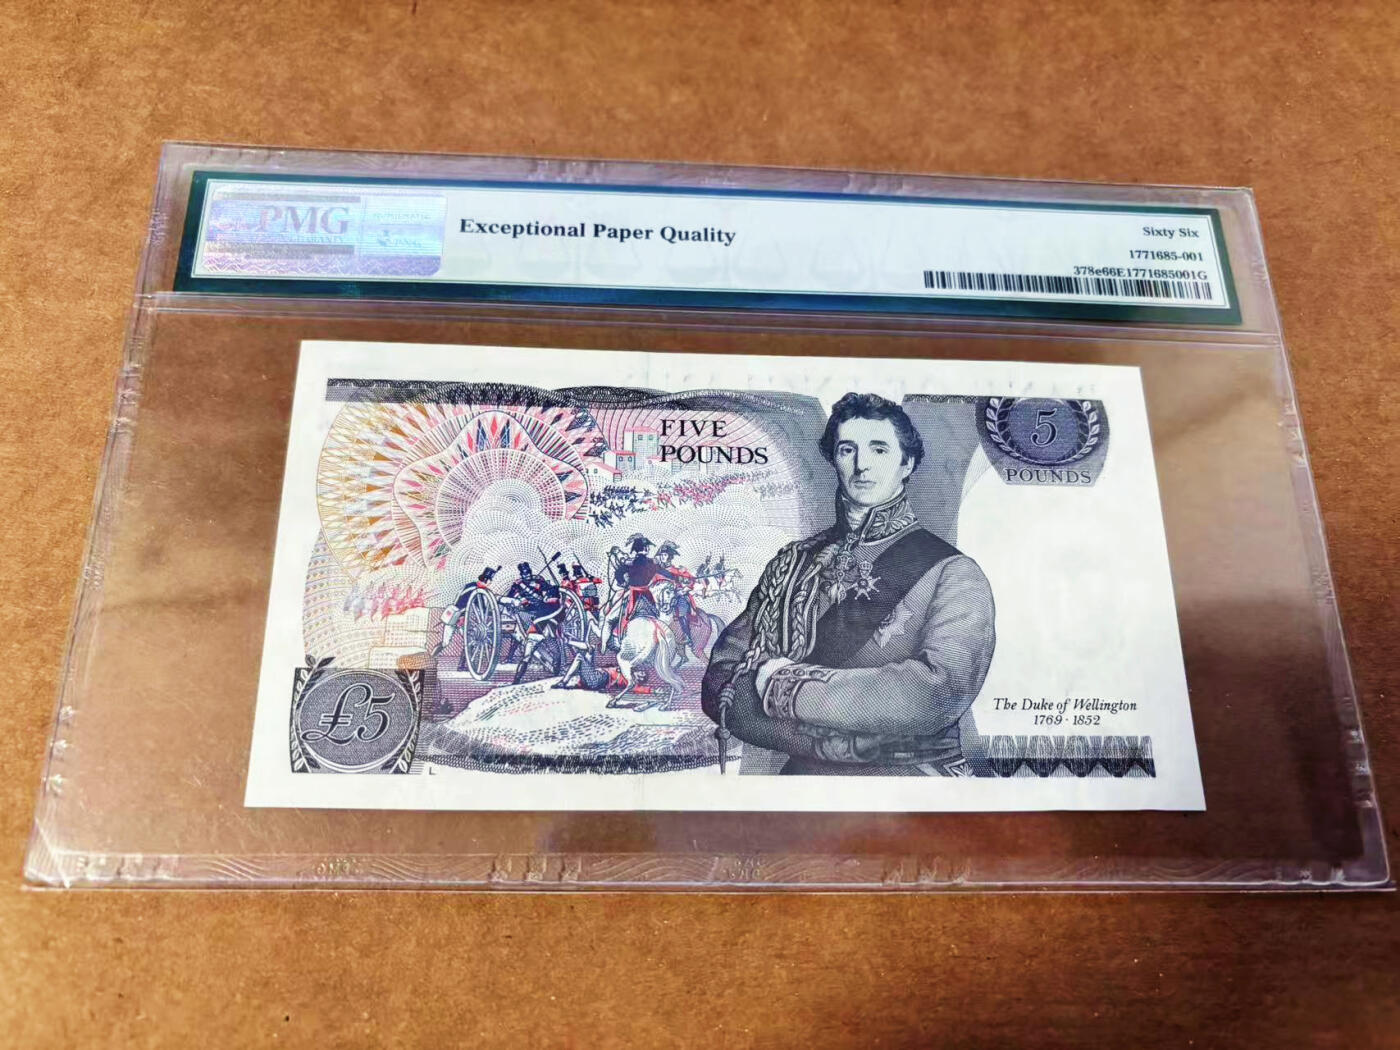 PMG
NUMISMATIC
Exceptional Paper Quality
Sixty Six
1771685-001
378e66E1771685001G
FIVE
POUNDS
5
POUNDS
£5
L
The Duke of Wellington
1769 · 1852